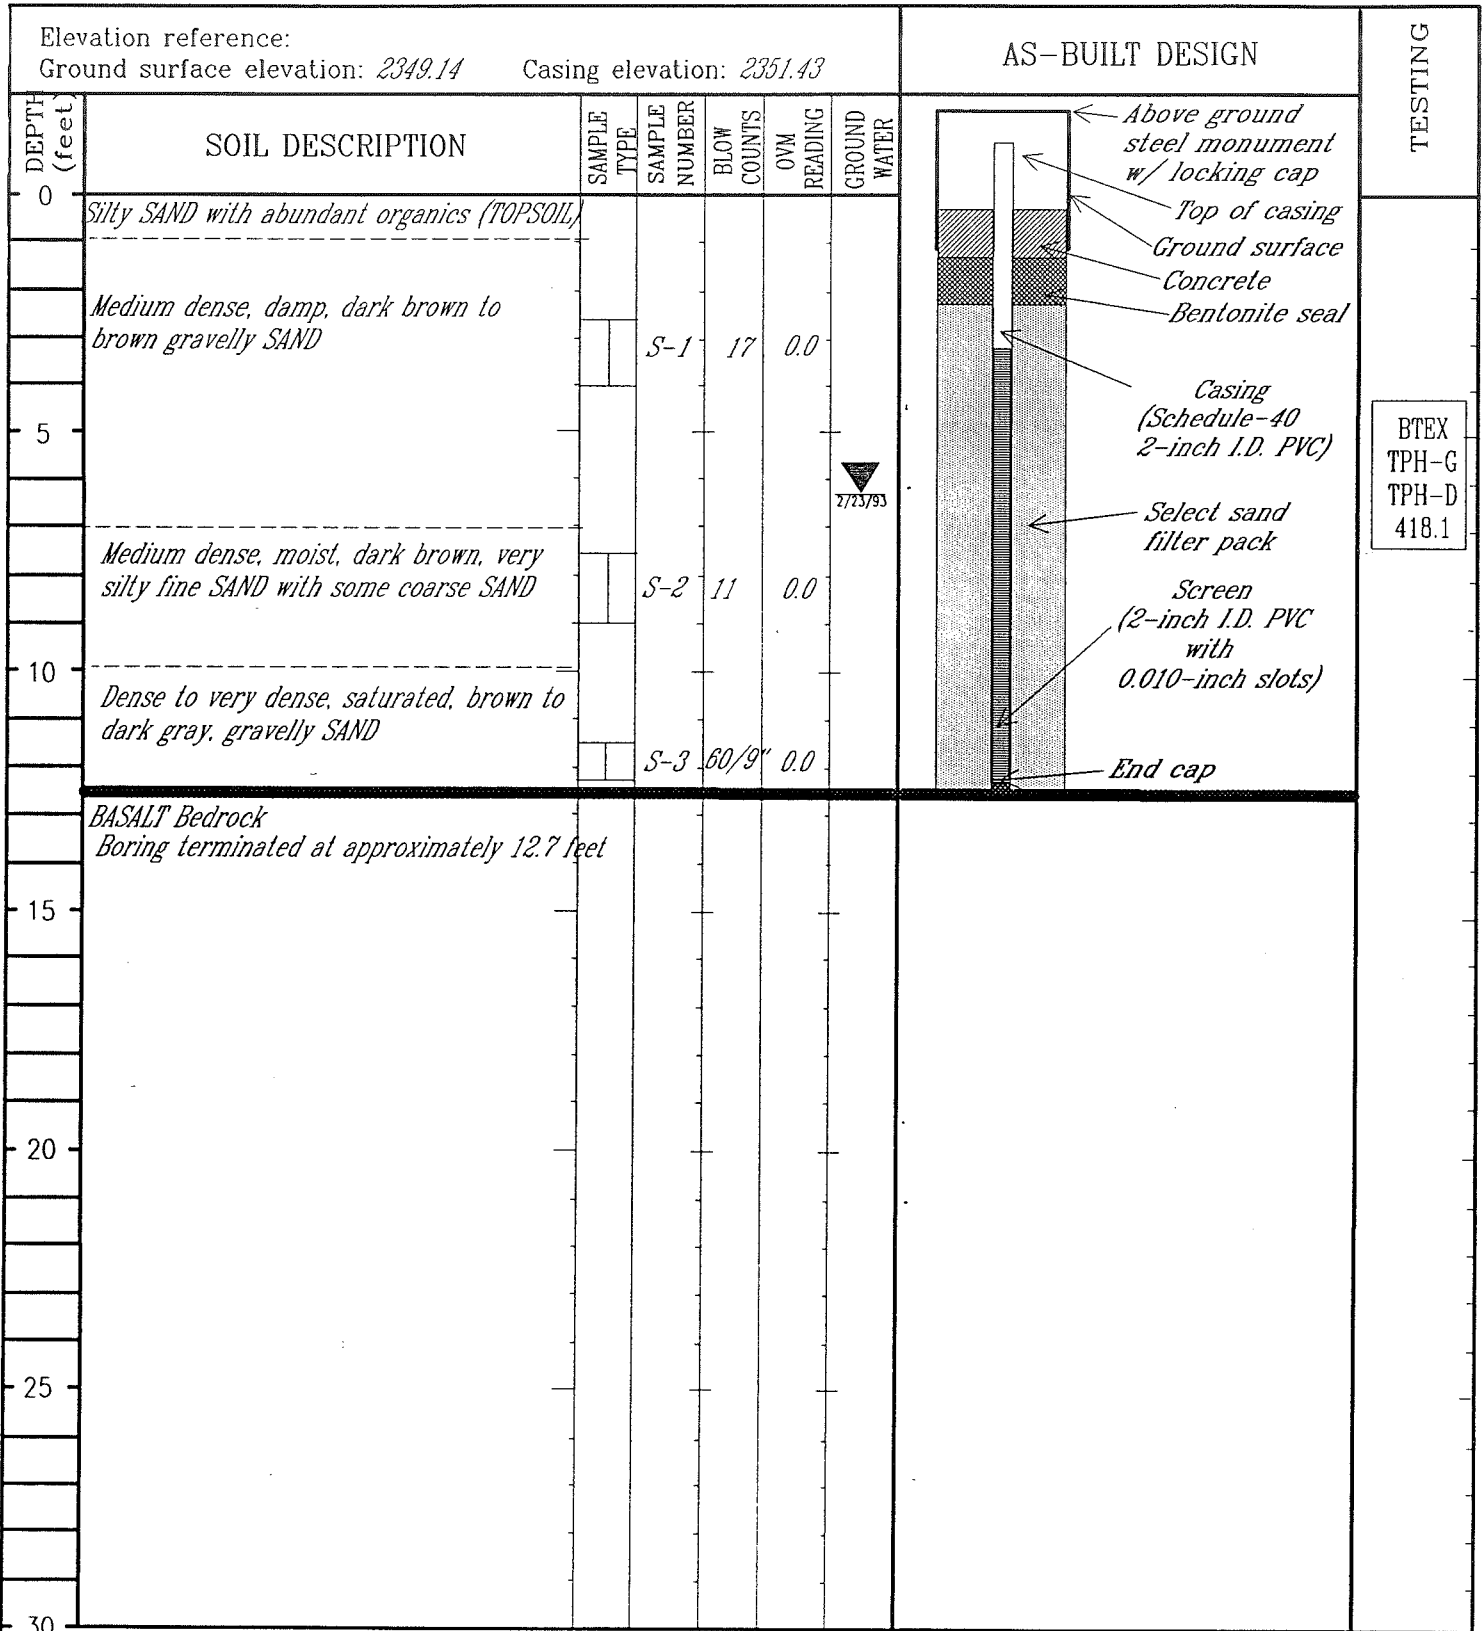 Elevation reference:
Ground surface elevation: 2349.14 Casing elevation: 2351.43
AS-BUILT DESIGN
TESTING
DEPTH
(feet)
SOIL DESCRIPTION
SAMPLE
TYPE
SAMPLE
NUMBER
BLOW
COUNTS
OVM
READING
GROUND
WATER
0
Silty SAND with abundant organics (TOPSOIL)
Medium dense, damp, dark brown to
brown gravelly SAND
S-1 17 0.0
5
2/23/93
Medium dense, moist, dark brown, very
silty fine SAND with some coarse SAND
S-2 11 0.0
10
Dense to very dense, saturated, brown to
dark gray, gravelly SAND
S-3 60/9" 0.0
BASALT Bedrock
Boring terminated at approximately 12.7 feet
15
20
25
30
Above ground
steel monument
w/ locking cap
Top of casing
Ground surface
Concrete
Bentonite seal
Casing
(Schedule-40
2-inch I.D. PVC)
Select sand
filter pack
Screen
(2-inch I.D. PVC
with
0.010-inch slots)
End cap
BTEX
TPH-G
TPH-D
418.1